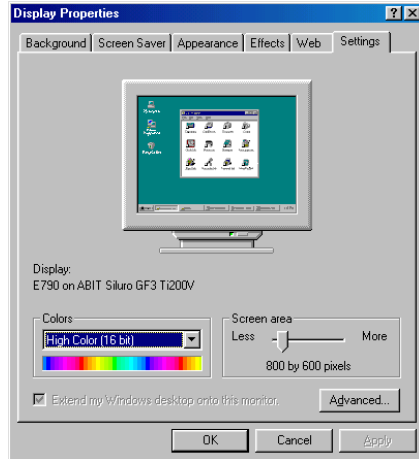 Display Properties
Background Screen Saver Appearance Effects Web Settings
Display:
E790 on ABIT Siluro GF3 Ti200V
Colors
High Color (16 bit)
Screen area
Less More
800 by 600 pixels
Extend my Windows desktop onto this monitor.
Advanced...
OK Cancel Apply